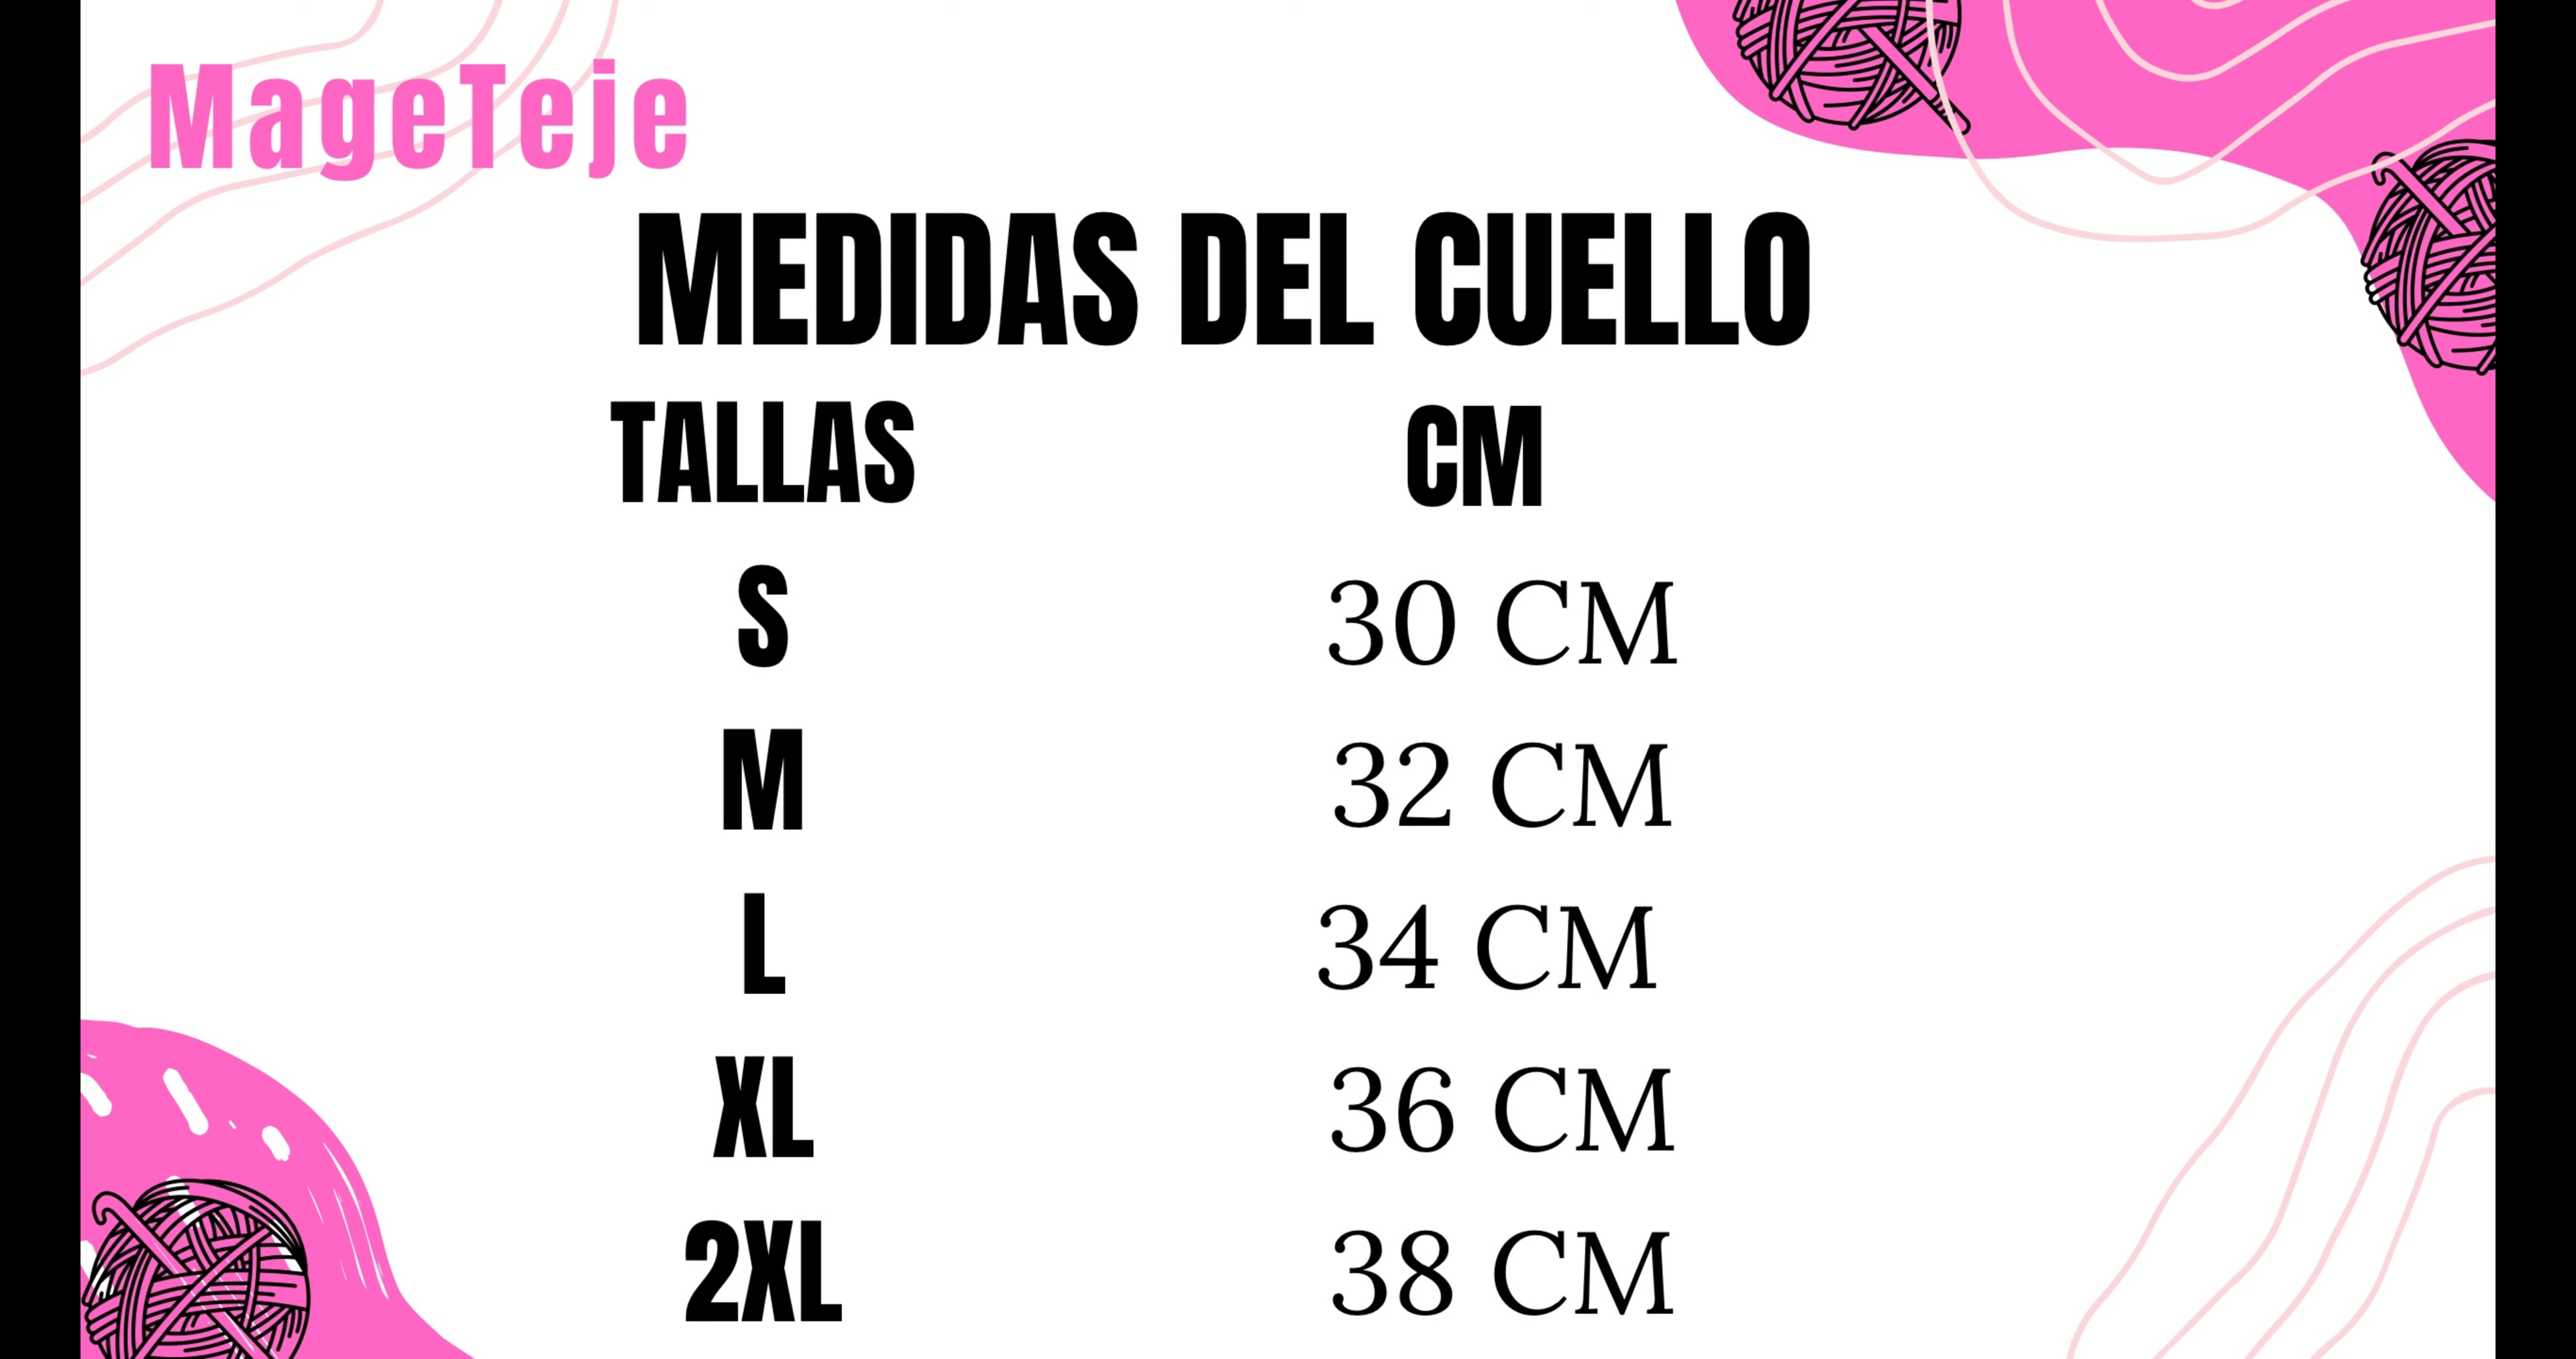 MageTeje
MEDIDAS DEL CUELLO
TALLAS CM
S 30 CM
M 32 CM
L 34 CM
XL 36 CM
2XL 38 CM